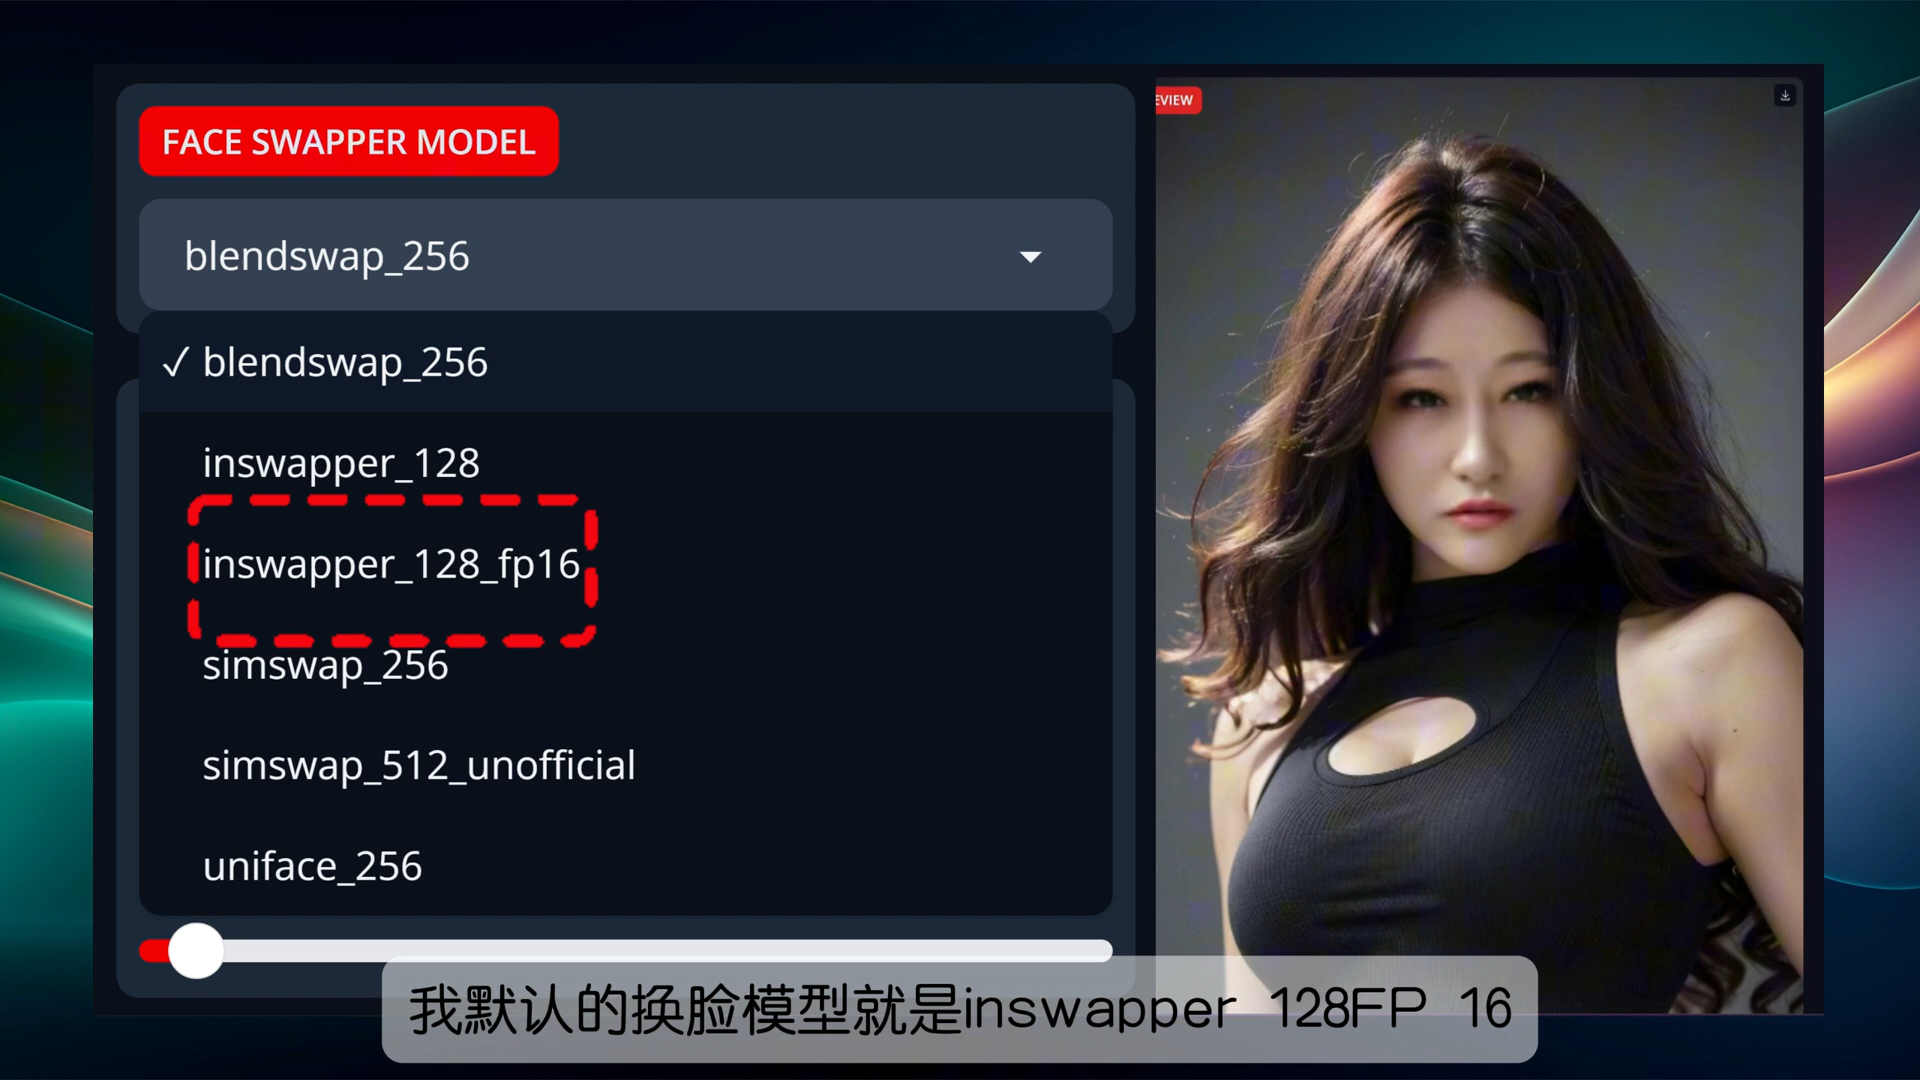 FACE SWAPPER MODEL
EVIEW
blendswap_256
✓ blendswap_256
inswapper_128
inswapper_128_fp16
simswap_256
simswap_512_unofficial
uniface_256
我默认的换脸模型就是inswapper 128FP 16